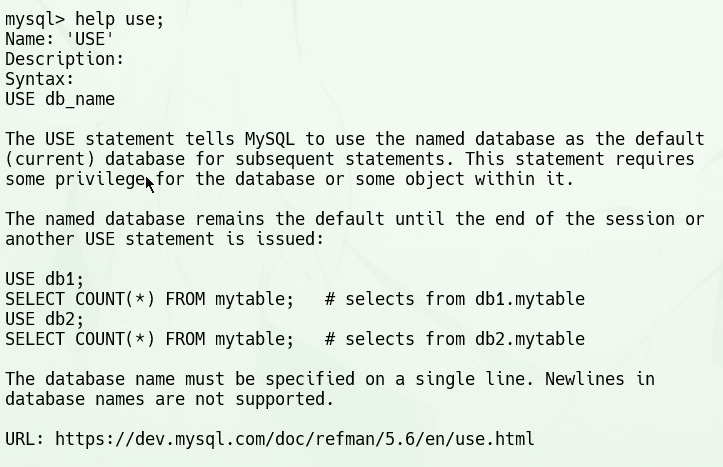 mysql> help use;
Name: 'USE'
Description:
Syntax:
USE db_name
The USE statement tells MySQL to use the named database as the default
(current) database for subsequent statements. This statement requires
some privilege for the database or some object within it.
The named database remains the default until the end of the session or
another USE statement is issued:
USE db1;
SELECT COUNT(*) FROM mytable;   # selects from db1.mytable
USE db2;
SELECT COUNT(*) FROM mytable;   # selects from db2.mytable
The database name must be specified on a single line. Newlines in
database names are not supported.
URL: https://dev.mysql.com/doc/refman/5.6/en/use.html